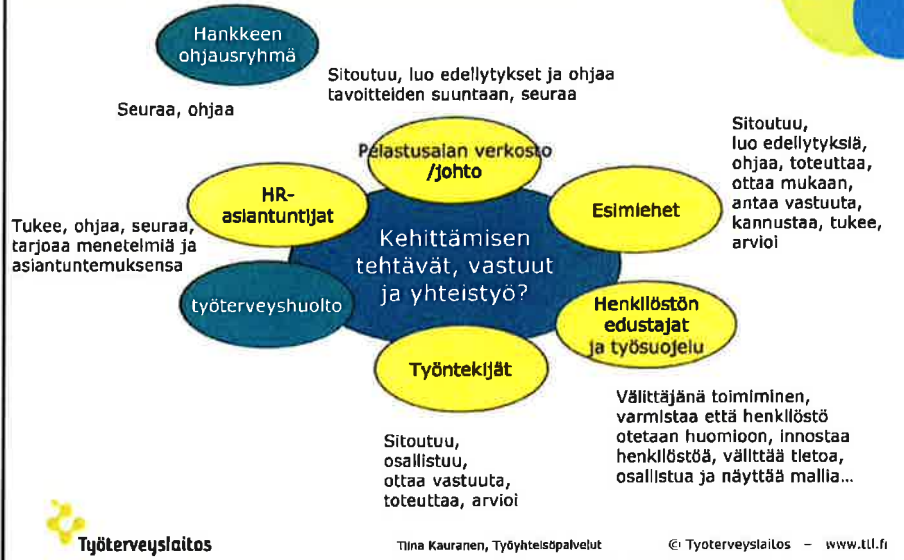 Hankkeen
ohjausryhmä
Seuraa, ohjaa
Sitoutuu, luo edellytykset ja ohjaa
tavoitteiden suuntaan, seuraa
Pelastusalan verkosto
/johto
HR-
asiantuntijat
Tukee, ohjaa, seuraa,
tarjoaa menetelmiä ja
asiantuntemuksensa
Esimiehet
Sitoutuu,
luo edellytyksiä,
ohjaa, toteuttaa,
ottaa mukaan,
antaa vastuuta,
kannustaa, tukee,
arvioi
Kehittämisen
tehtävät, vastuut
ja yhteistyö?
työterveyshuolto
Henkilöstön
edustajat
ja työsuojelu
Työntekijät
Välittäjänä toimiminen,
varmistaa että henkilöstö
otetaan huomioon, innostaa
henkilöstöä, välittää tietoa,
osallistua ja näyttää mallia...
Sitoutuu,
osallistuu,
ottaa vastuuta,
toteuttaa, arvioi
Työterveyslaitos
Tiina Kauranen, Työyhteisöpalvelut
© Työterveyslaitos – www.ttl.fi